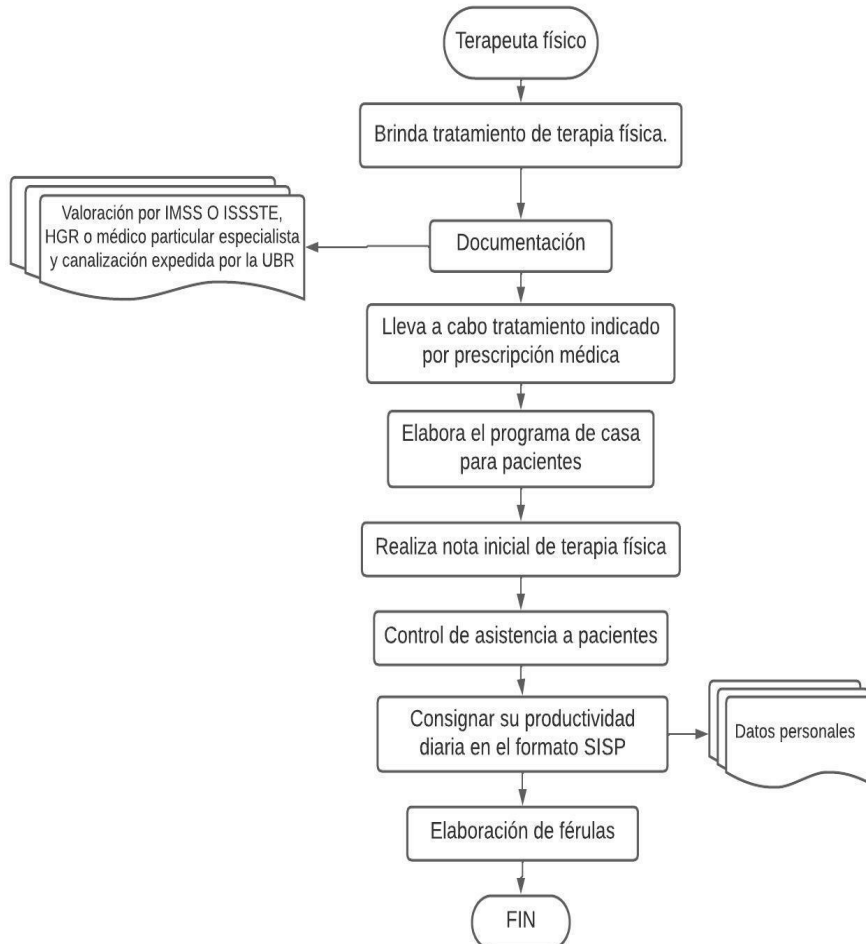 Terapeuta físico
Brinda tratamiento de terapia física.
Valoración por IMSS O ISSSTE,
HGR o médico particular especialista
y canalización expedida por la UBR
Documentación
Lleva a cabo tratamiento indicado
por prescripción médica
Elabora el programa de casa
para pacientes
Realiza nota inicial de terapia física
Control de asistencia a pacientes
Consignar su productividad
diaria en el formato SISP
Datos personales
Elaboración de férulas
FIN